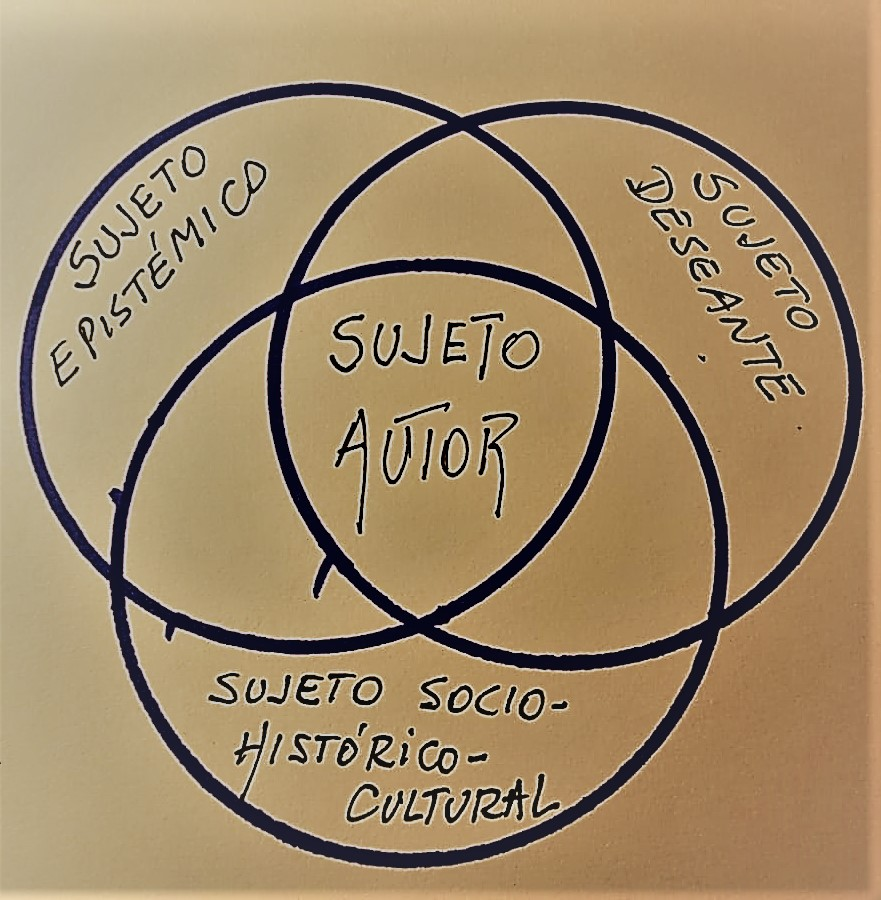 SUJETO
EPISTÉMICO
SUJETO
DESEANTE
SUJETO
AUTOR
SUJETO SOCIO-
HISTÓRICO-
CULTURAL